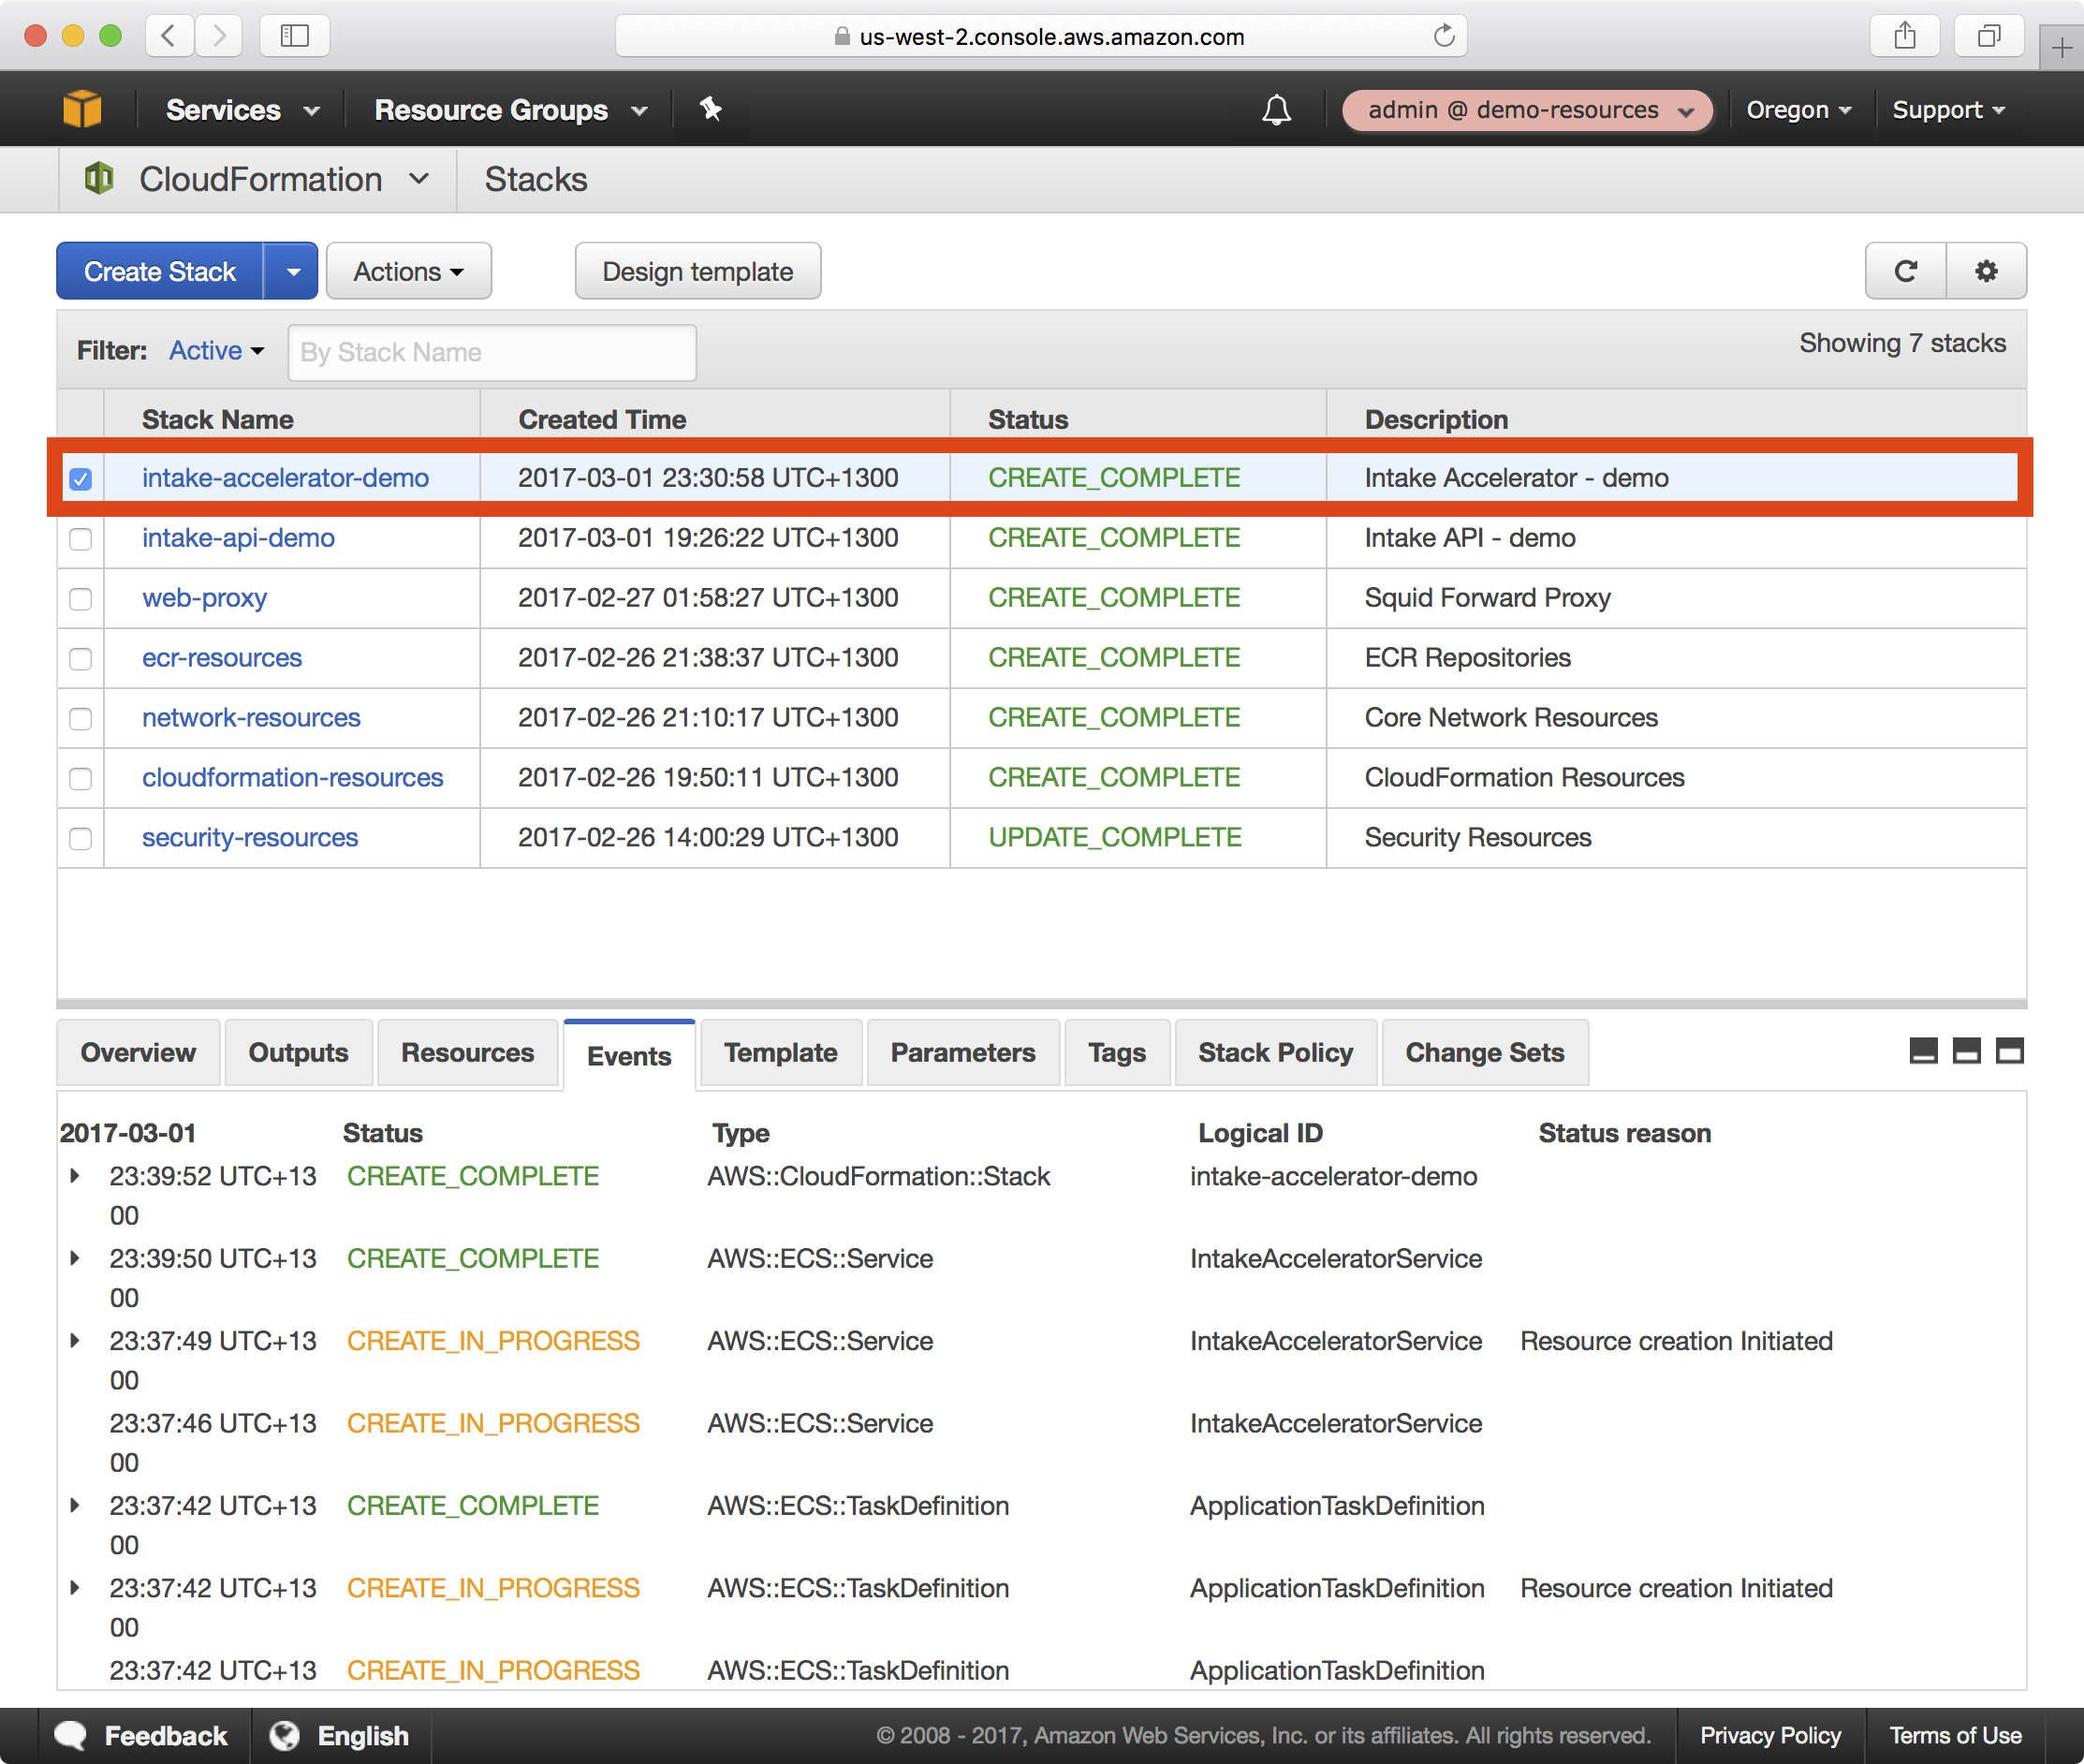 us-west-2.console.aws.amazon.com
Services Resource Groups admin @ demo-resources Oregon Support
CloudFormation Stacks
Create Stack Actions Design template
Filter: Active By Stack Name Showing 7 stacks
Stack Name Created Time Status Description
intake-accelerator-demo 2017-03-01 23:30:58 UTC+1300 CREATE_COMPLETE Intake Accelerator - demo
intake-api-demo 2017-03-01 19:26:22 UTC+1300 CREATE_COMPLETE Intake API - demo
web-proxy 2017-02-27 01:58:27 UTC+1300 CREATE_COMPLETE Squid Forward Proxy
ecr-resources 2017-02-26 21:38:37 UTC+1300 CREATE_COMPLETE ECR Repositories
network-resources 2017-02-26 21:10:17 UTC+1300 CREATE_COMPLETE Core Network Resources
cloudformation-resources 2017-02-26 19:50:11 UTC+1300 CREATE_COMPLETE CloudFormation Resources
security-resources 2017-02-26 14:00:29 UTC+1300 UPDATE_COMPLETE Security Resources
Overview Outputs Resources Events Template Parameters Tags Stack Policy Change Sets
2017-03-01 Status Type Logical ID Status reason
23:39:52 UTC+13 CREATE_COMPLETE AWS::CloudFormation::Stack intake-accelerator-demo
00
23:39:50 UTC+13 CREATE_COMPLETE AWS::ECS::Service IntakeAcceleratorService
00
23:37:49 UTC+13 CREATE_IN_PROGRESS AWS::ECS::Service IntakeAcceleratorService Resource creation Initiated
00
23:37:46 UTC+13 CREATE_IN_PROGRESS AWS::ECS::Service IntakeAcceleratorService
00
23:37:42 UTC+13 CREATE_COMPLETE AWS::ECS::TaskDefinition ApplicationTaskDefinition
00
23:37:42 UTC+13 CREATE_IN_PROGRESS AWS::ECS::TaskDefinition ApplicationTaskDefinition Resource creation Initiated
00
23:37:42 UTC+13 CREATE_IN_PROGRESS AWS::ECS::TaskDefinition ApplicationTaskDefinition
Feedback English © 2008 - 2017, Amazon Web Services, Inc. or its affiliates. All rights reserved. Privacy Policy Terms of Use